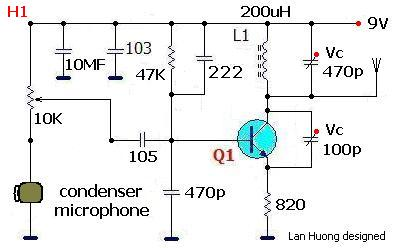 H1
200uH
9V
L1
103
Vc
10MF
47K
222
470p
10K
Vc
Q1
100p
105
condenser
microphone
470p
820
Lan Huong designed